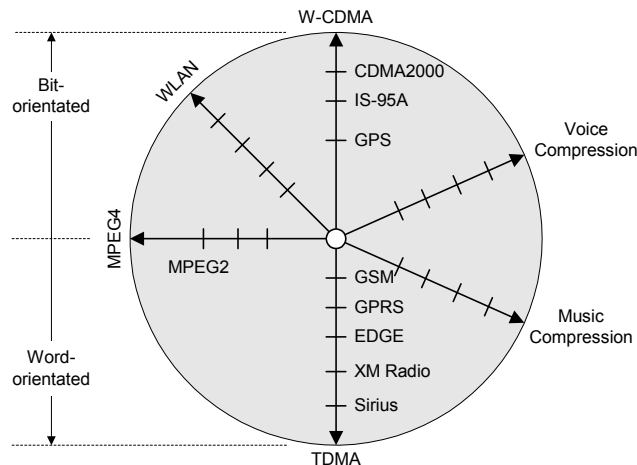 W-CDMA
Bit-
orientated
WLAN
CDMA2000
IS-95A
GPS
Voice
Compression
MPEG4
MPEG2
GSM
GPRS
EDGE
XM Radio
Sirius
Music
Compression
Word-
orientated
TDMA